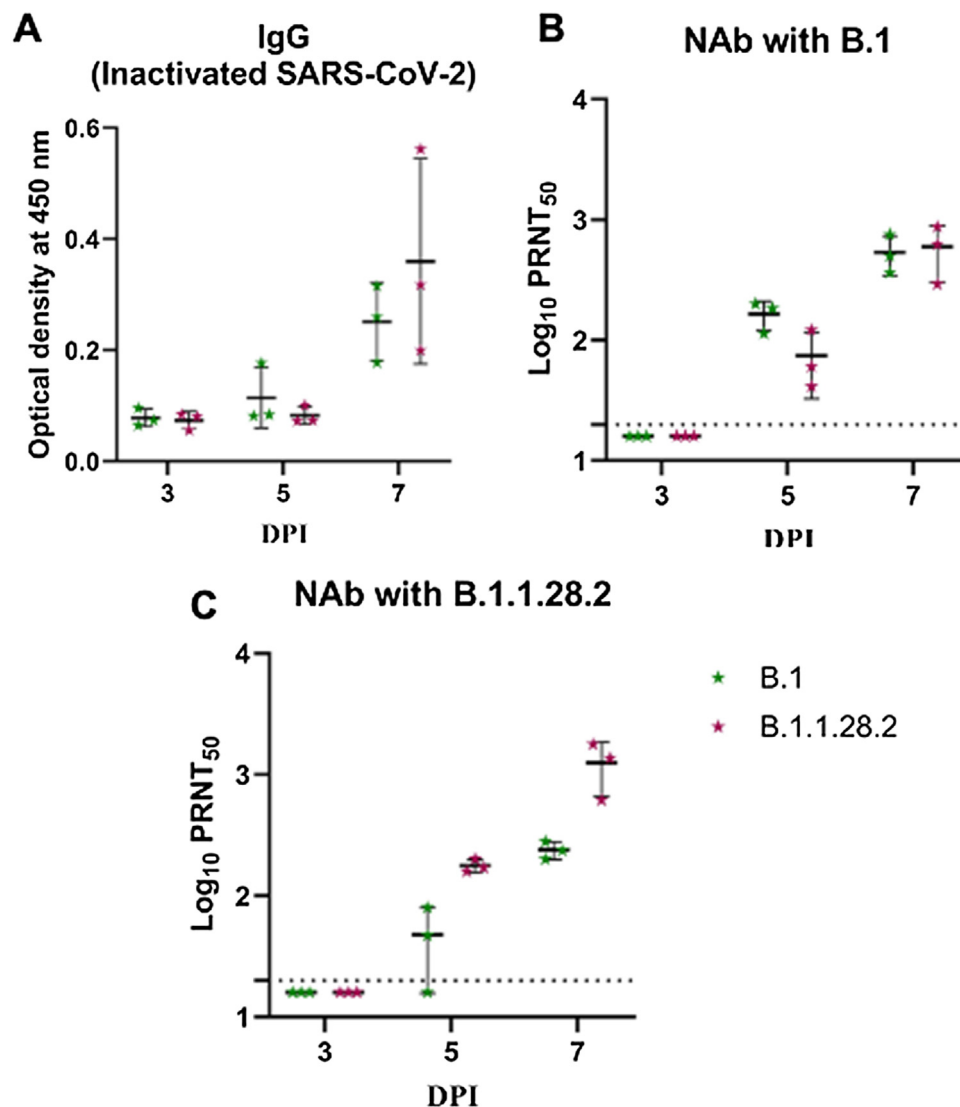 A
IgG
(Inactivated SARS-CoV-2)
Optical density at 450 nm
0.6
0.4
0.2
0.0
3 5 7
DPI
B
NAb with B.1
Log10 PRNT50
4
3
2
1
3 5 7
DPI
C
NAb with B.1.1.28.2
Log10 PRNT50
4
3
2
1
3 5 7
DPI
B.1
B.1.1.28.2